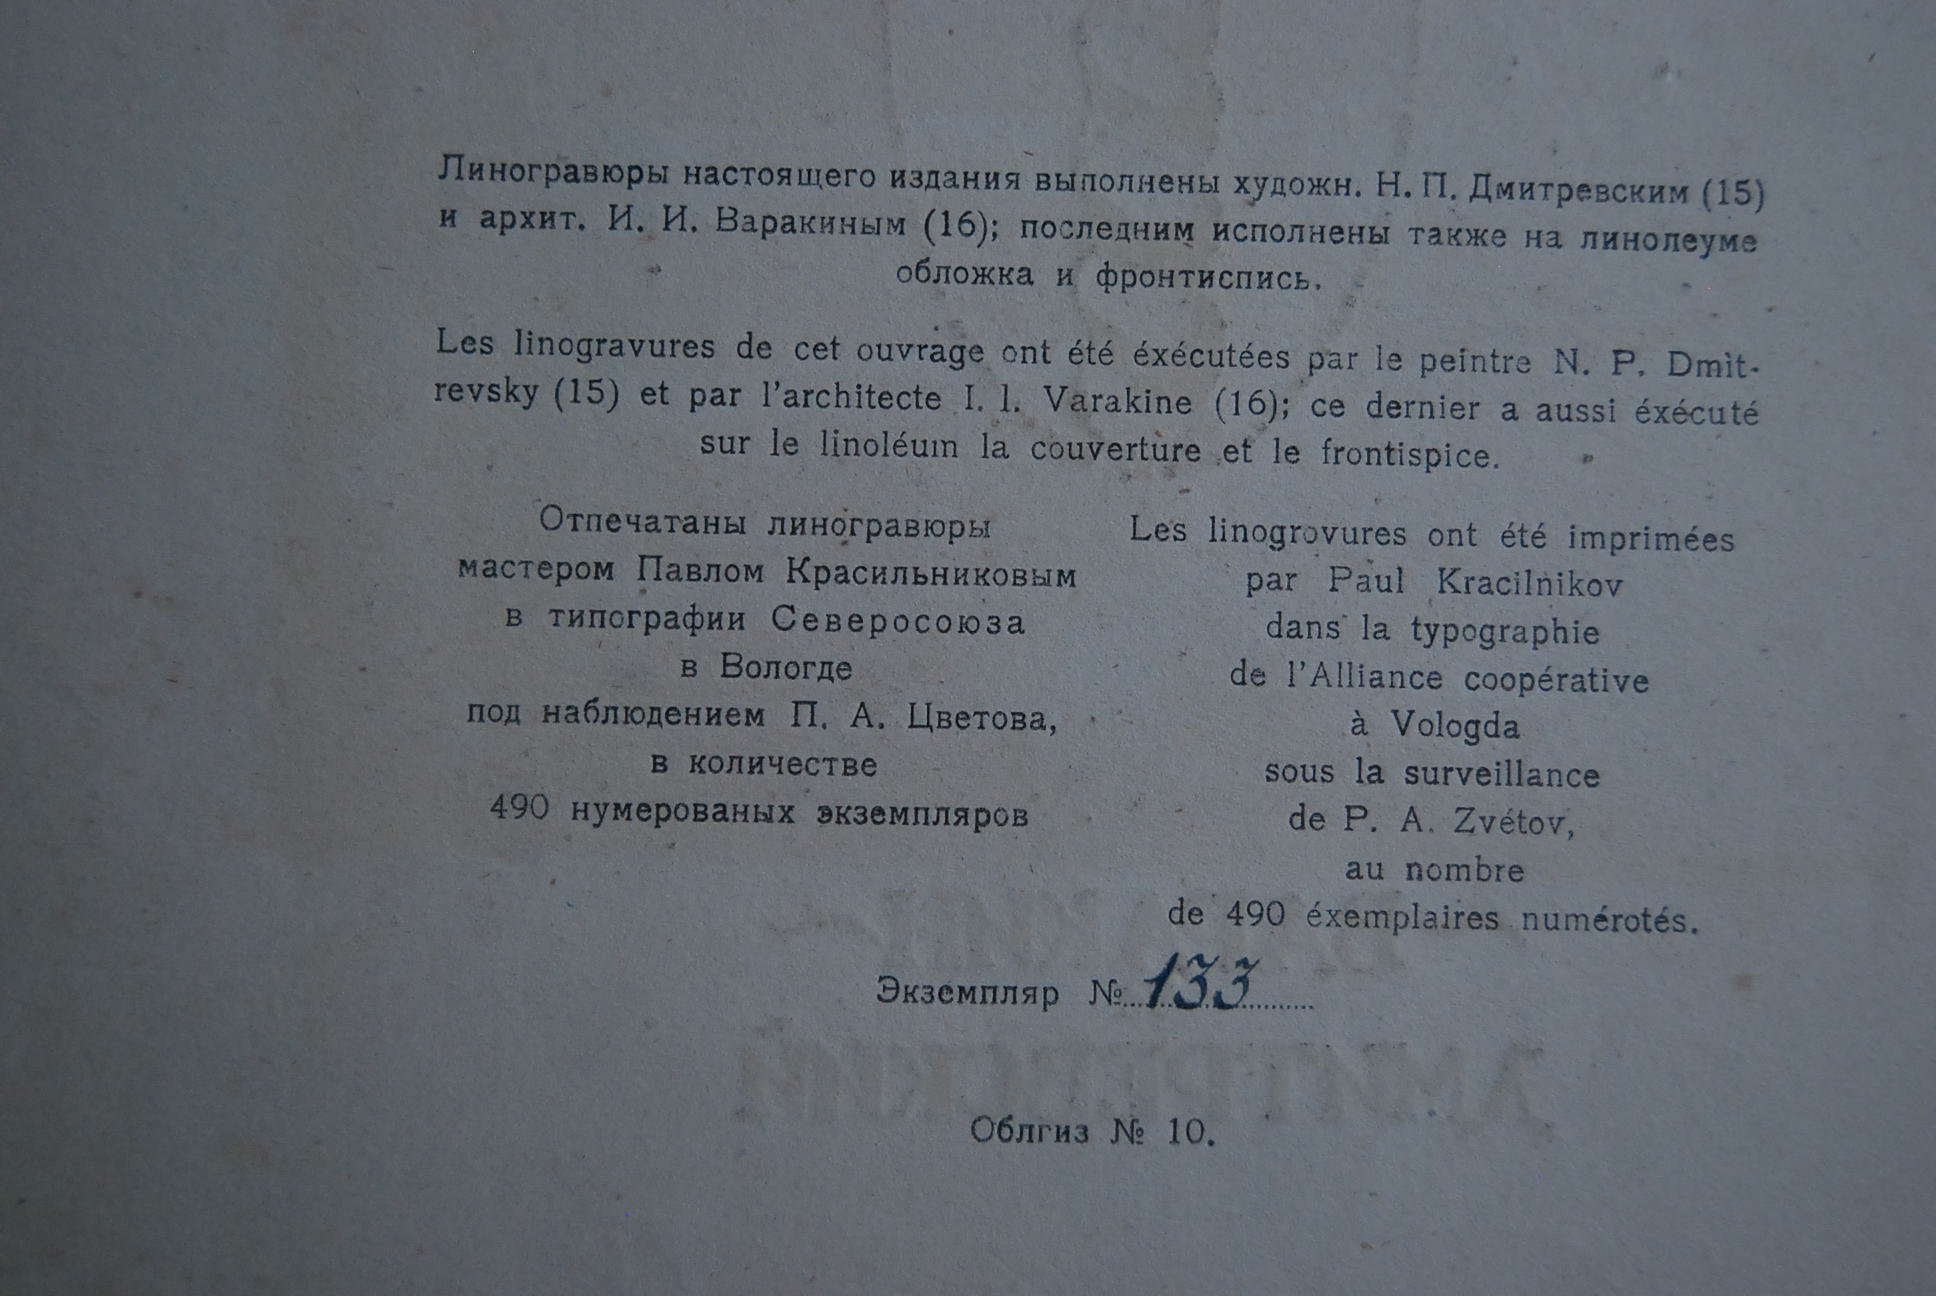 Линогравюры настоящего издания выполнены художн. Н. П. Дмитревским (15)
и архит. И. И. Варакиным (16); последним исполнены также на линолеуме
обложка и фронтиспись.
Les linogravures de cet ouvrage ont été éxécutées par le peintre N. P. Dmit-
revsky (15) et par l'architecte I. I. Varakine (16); ce dernier a aussi éxécuté
sur le linoléum la couverture et le frontispice.
Отпечатаны линогравюры
мастером Павлом Красильниковым
в типографии Северосоюза
в Вологде
под наблюдением П. А. Цветова,
в количестве
490 нумерованых экземпляров
Les linogrovures ont été imprimées
par Paul Kracilnikov
dans la typographie
de l'Alliance coopérative
à Vologda
sous la surveillance
de P. A. Zvétov,
au nombre
de 490 éxemplaires numérotés.
Экземпляр № 133
Облгиз № 10.